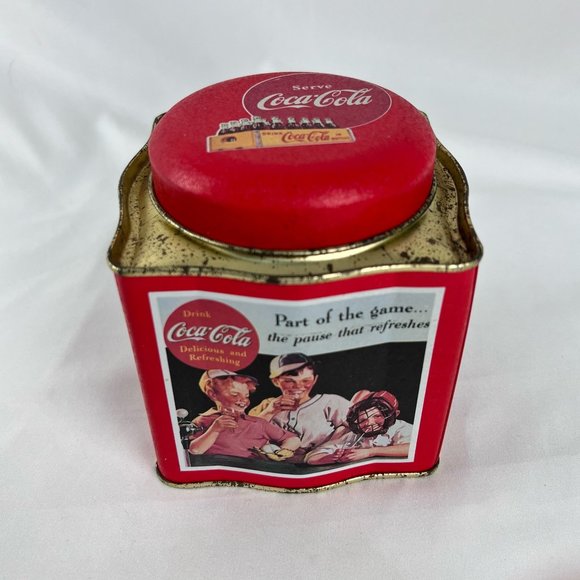 Serve
Coca-Cola
DRINK Coca-Cola
Drink
Coca-Cola
Delicious and
Refreshing
Part of the game...
the pause that refreshes